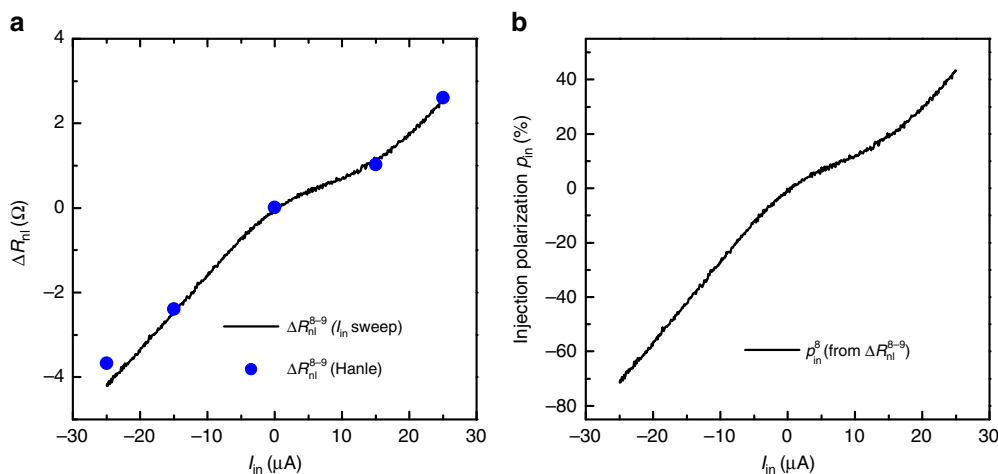 a
4
2
0
−2
−4
ΔR_nl (Ω)
ΔR_nl^8–9 (I_in sweep)
ΔR_nl^8–9 (Hanle)
−30 −20 −10 0 10 20 30
I_in (μA)
b
40
20
0
−20
−40
−60
−80
Injection polarization p_in (%)
p_in^8 (from ΔR_nl^8–9)
−30 −20 −10 0 10 20 30
I_in (μA)